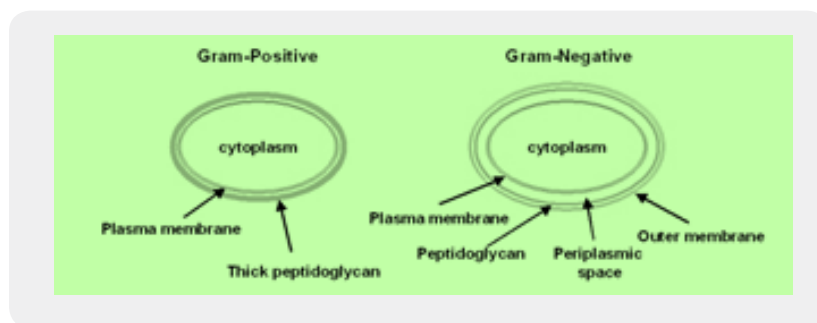 Gram-Positive
Gram-Negative
cytoplasm
cytoplasm
Plasma membrane
Thick peptidoglycan
Plasma membrane
Peptidoglycan
Periplasmic
space
Outer membrane